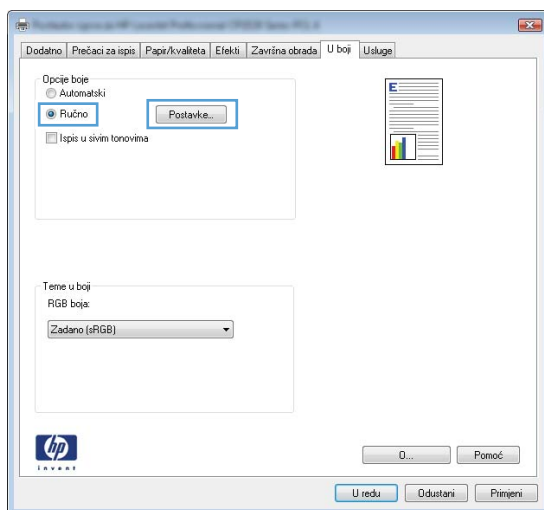 Dodatno Prečaci za ispis Papir/kvaliteta Efekti Završna obrada U boji Usluge
Opcije boje
Automatski
Ručno Postavke...
Ispis u sivim tonovima
E
Teme u boji
RGB boja:
Zadano (sRGB)
hp
invent
O... Pomoć
U redu Odustani Primijeni